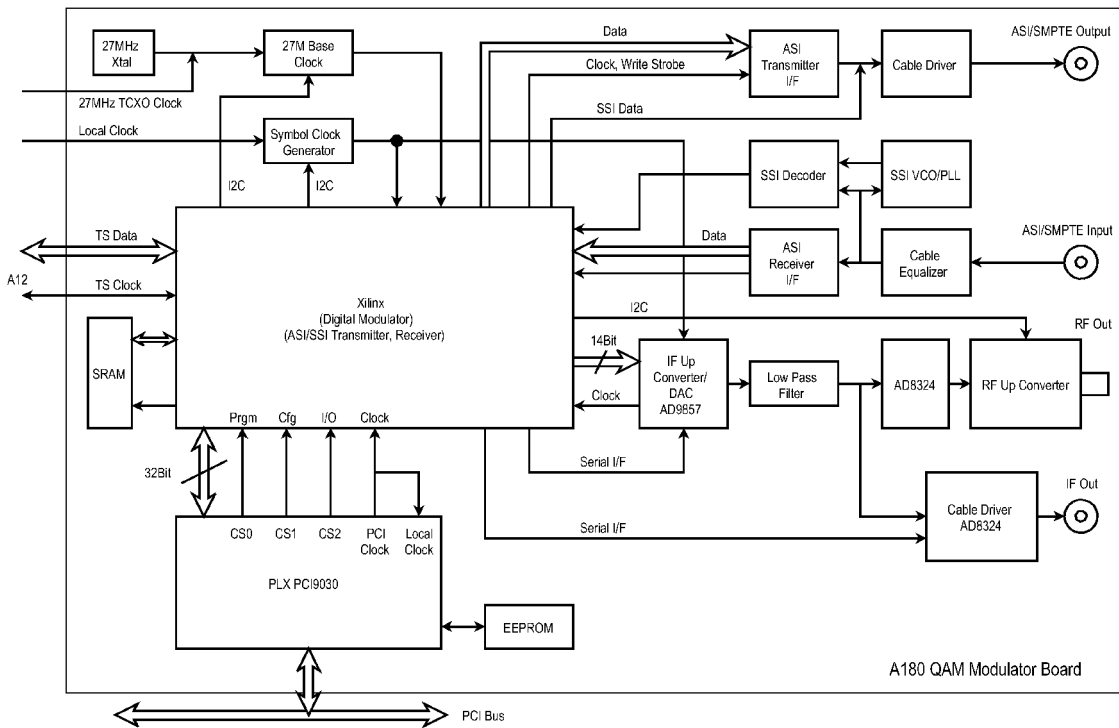 27MHz
Xtal
27M Base
Clock
Data
ASI
Transmitter
I/F
Cable Driver
ASI/SMPTE Output
Clock, Write Strobe
27MHz TCXO Clock
SSI Data
Local Clock
Symbol Clock
Generator
I2C
I2C
SSI Decoder
SSI VCO/PLL
TS Data
Data
ASI
Receiver
I/F
Cable
Equalizer
ASI/SMPTE Input
A12
TS Clock
Xilinx
(Digital Modulator)
(ASI/SSI Transmitter, Receiver)
I2C
RF Out
SRAM
14Bit
IF Up
Converter/
DAC
AD9857
Low Pass
Filter
AD8324
RF Up Converter
Clock
Prgm
Cfg
I/O
Clock
Serial I/F
32Bit
IF Out
Cable Driver
AD8324
CS0
CS1
CS2
PCI
Clock
Local
Clock
Serial I/F
PLX PCI9030
EEPROM
A180 QAM Modulator Board
PCI Bus